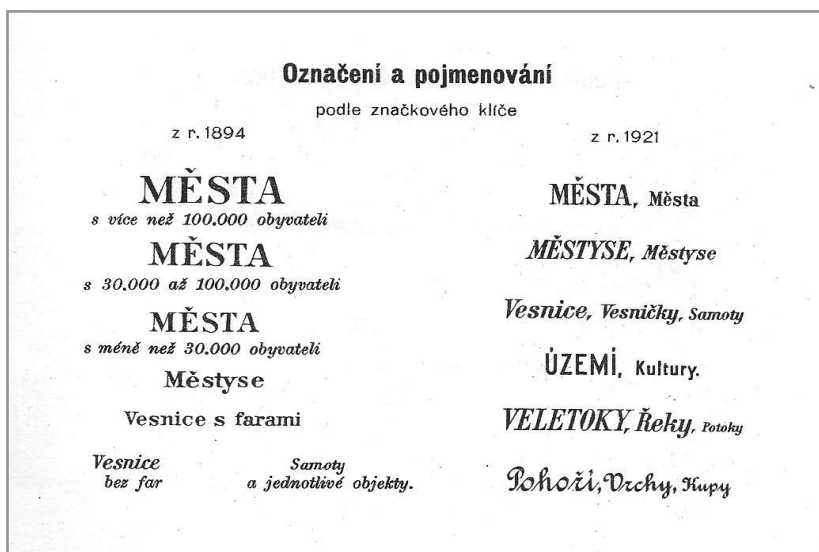 Označení a pojmenování
podle značkového klíče
z r. 1894
MĚSTA
s více než 100.000 obyvateli
MĚSTA
s 30.000 až 100.000 obyvateli
MĚSTA
s méně než 30.000 obyvateli
Městyse
Vesnice s farami
Vesnice
bez far
Samoty
a jednotlivé objekty.
z r. 1921
MĚSTA, Města
MĚSTYSE, Městyse
Vesnice, Vesničky, Samoty
ÚZEMÍ, Kultury.
VELETOKY, Řeky, Potoky
Pohoří, Vrchy, Kupy